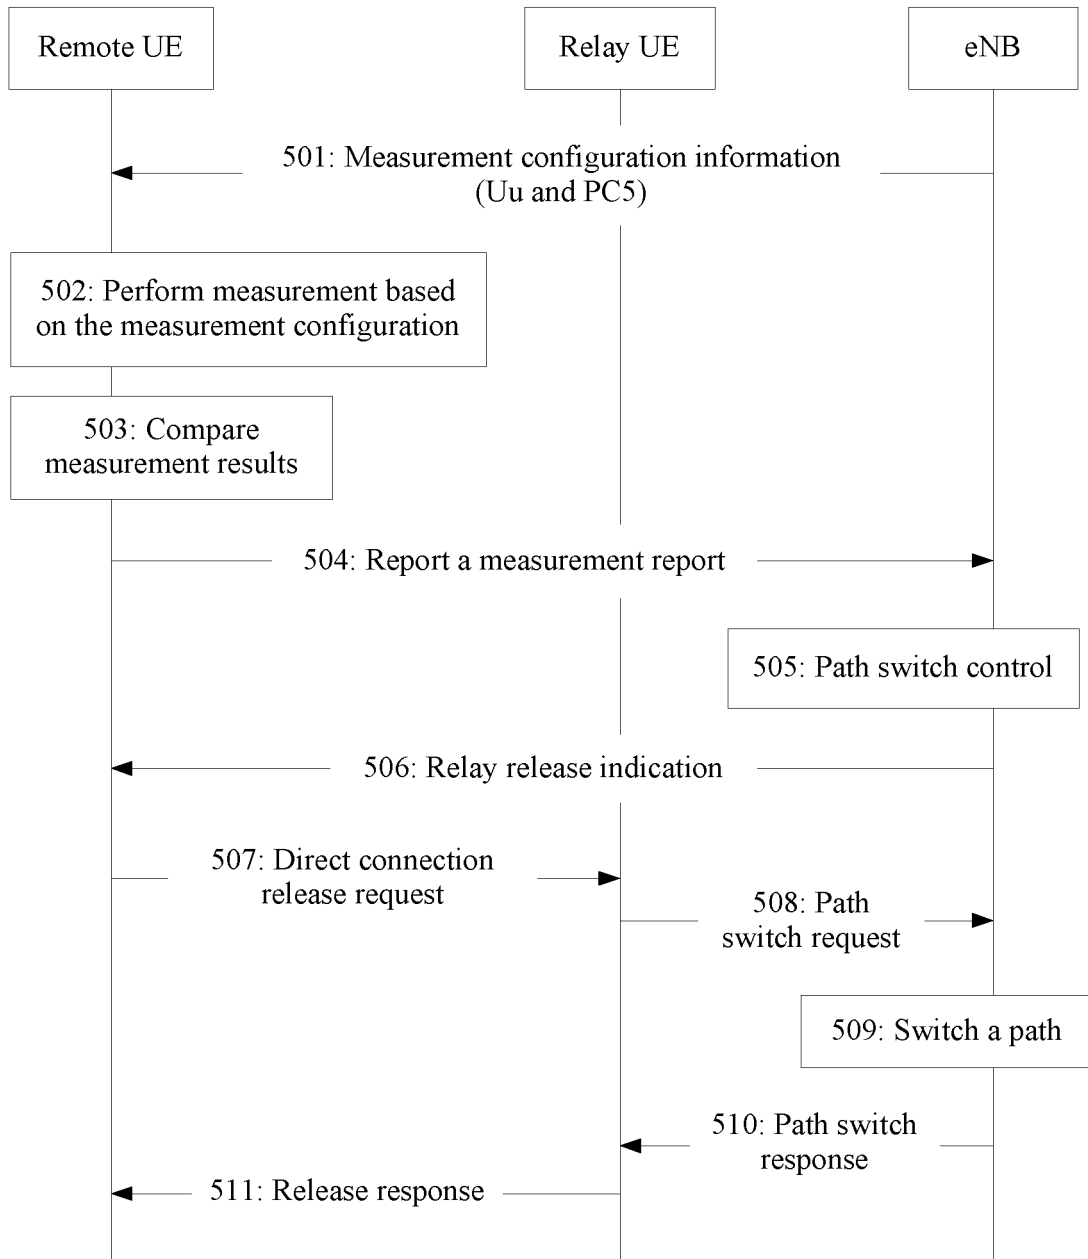 Remote UE
Relay UE
eNB
501: Measurement configuration information
(Uu and PC5)
502: Perform measurement based
on the measurement configuration
503: Compare
measurement results
504: Report a measurement report
505: Path switch control
506: Relay release indication
507: Direct connection
release request
508: Path
switch request
509: Switch a path
510: Path switch
response
511: Release response